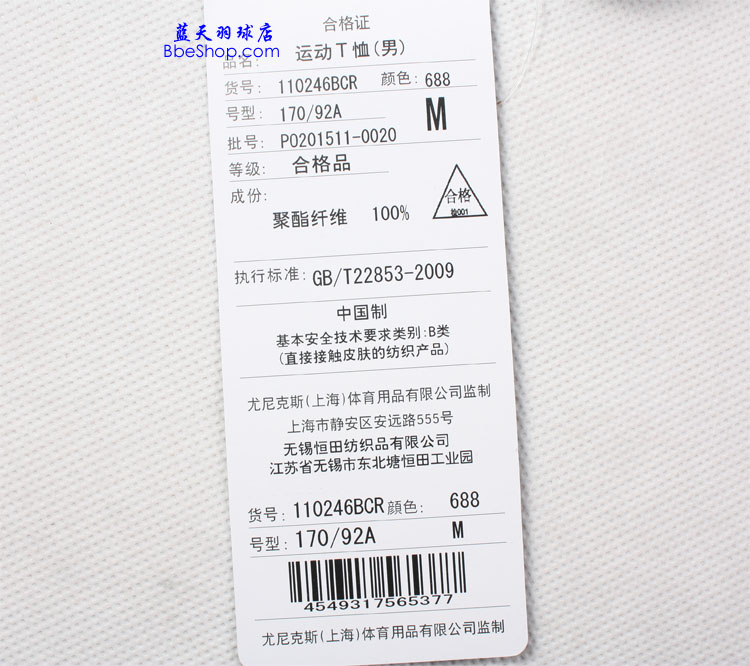 蓝天羽球店
BbeShop.com
合格证
品名: 运动T恤(男)
货号: 110246BCR 颜色: 688
号型: 170/92A M
批号: P0201511-0020
等级: 合格品
成份:
聚酯纤维 100%
合格
检001
执行标准: GB/T22853-2009
中国制
基本安全技术要求类别:B类
(直接接触皮肤的纺织产品)
尤尼克斯(上海)体育用品有限公司监制
上海市静安区安远路555号
无锡恒田纺织品有限公司
江苏省无锡市东北塘恒田工业园
货号: 110246BCR 颜色: 688
号型: 170/92A M
4549317565377
尤尼克斯(上海)体育用品有限公司监制